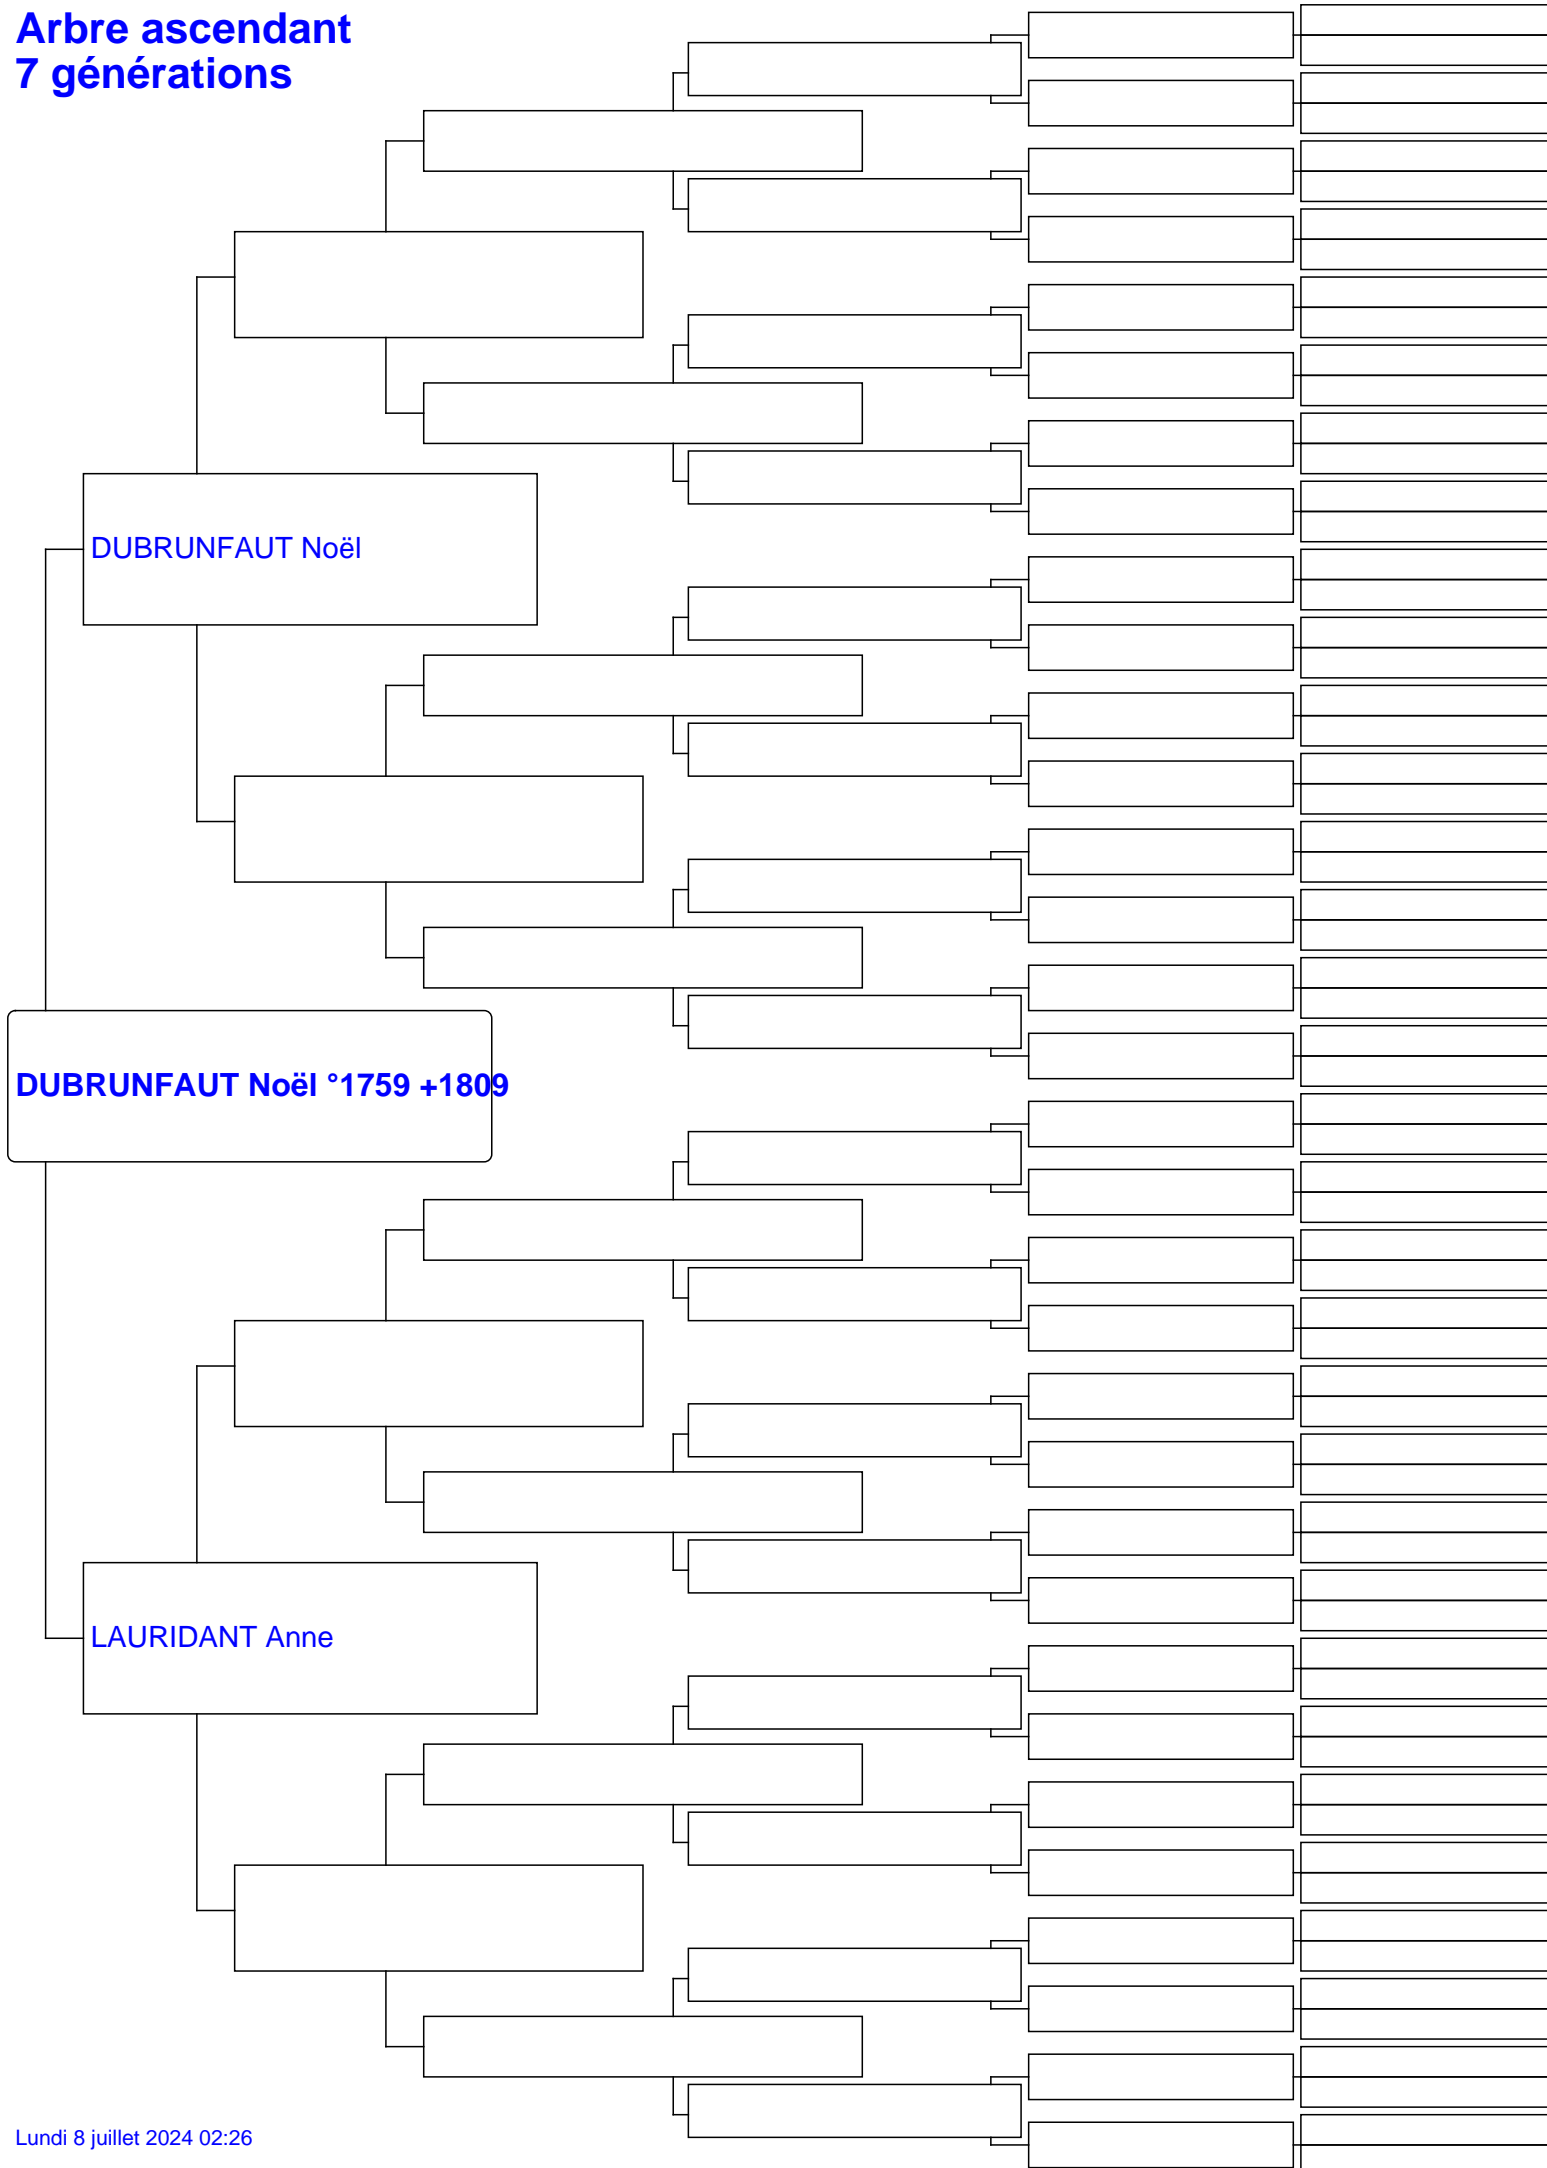 Arbre ascendant
7 générations
DUBRUNFAUT Noël
DUBRUNFAUT Noël °1759 +1809
LAURIDANT Anne
Lundi 8 juillet 2024 02:26